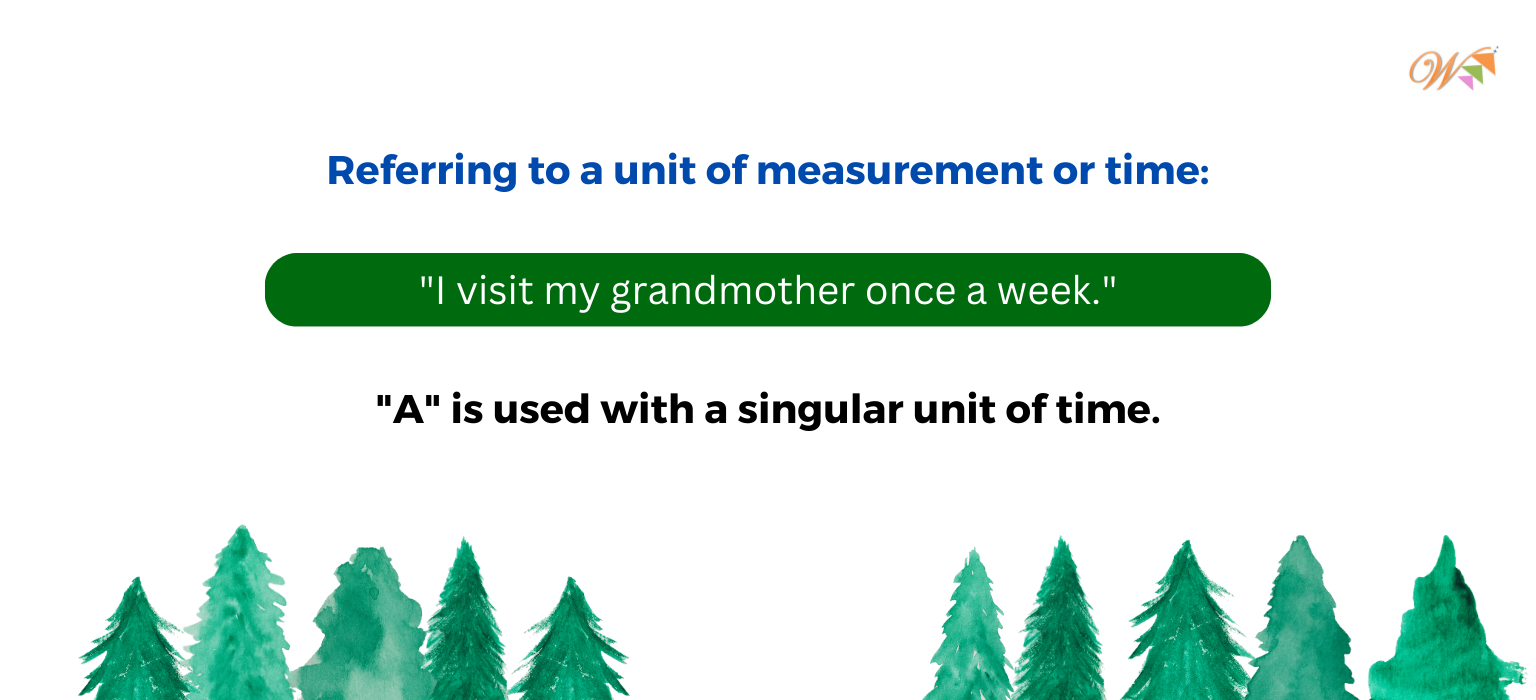 W
Referring to a unit of measurement or time:
"I visit my grandmother once a week."
"A" is used with a singular unit of time.